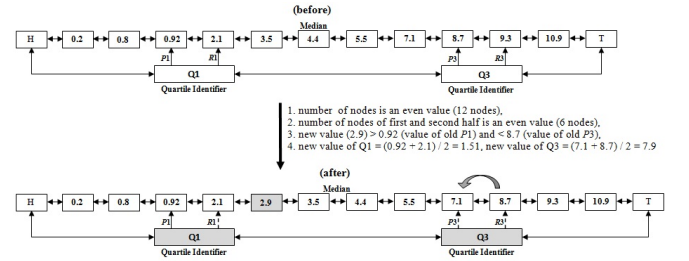 (before)
Median
H 0.2 0.8 0.92 2.1 3.5 4.4 5.5 7.1 8.7 9.3 10.9 T
P1 R1 P3 R3
Q1 Q3
Quartile Identifier Quartile Identifier
1. number of nodes is an even value (12 nodes),
2. number of nodes of first and second half is an even value (6 nodes),
3. new value (2.9) > 0.92 (value of old P1) and < 8.7 (value of old P3),
4. new value of Q1 = (0.92 + 2.1) / 2 = 1.51, new value of Q3 = (7.1 + 8.7) / 2 = 7.9
(after)
Median
H 0.2 0.8 0.92 2.1 2.9 3.5 4.4 5.5 7.1 8.7 9.3 10.9 T
P1 R1 P3 R3
Q1 Q3
Quartile Identifier Quartile Identifier